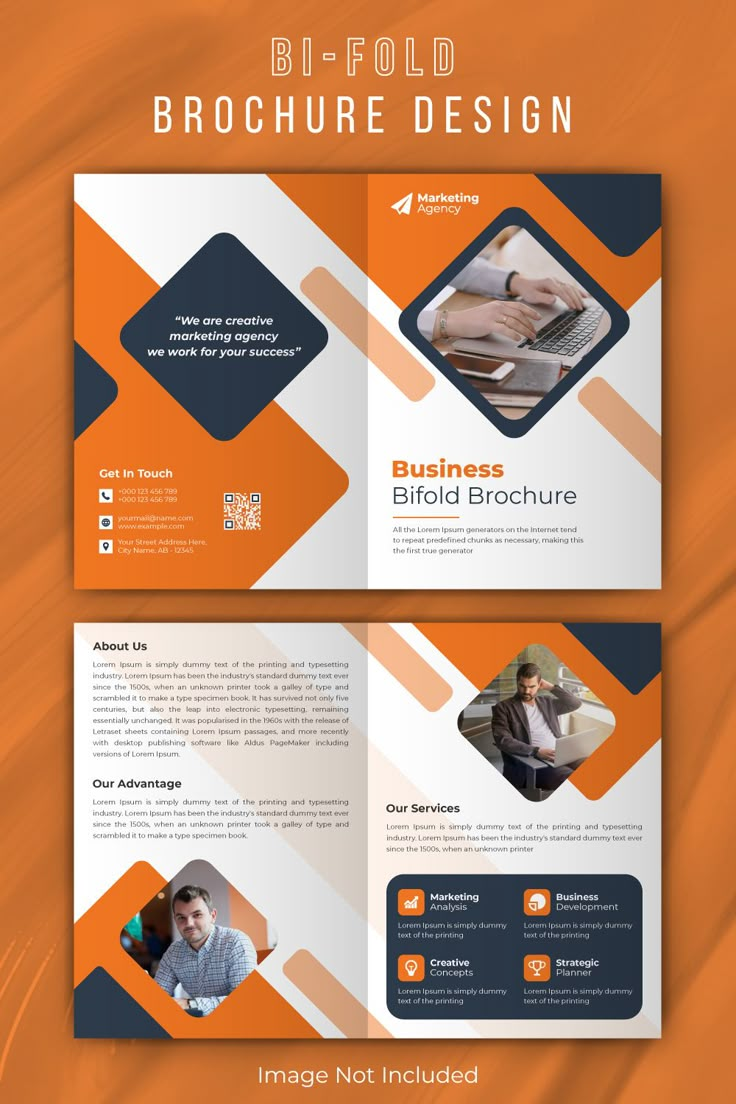 BI-FOLD
BROCHURE DESIGN
“We are creative
marketing agency
we work for your success”
Get In Touch
+000 123 456 789
+000 123 456 789
yourmail@name.com
www.example.com
Your Street Address Here,
City Name, AB - 12345
Marketing
Agency
Business
Bifold Brochure
All the Lorem Ipsum generators on the Internet tend
to repeat predefined chunks as necessary, making this
the first true generator
About Us
Lorem Ipsum is simply dummy text of the printing and typesetting
industry. Lorem Ipsum has been the industry's standard dummy text ever
since the 1500s, when an unknown printer took a galley of type and
scrambled it to make a type specimen book. It has survived not only five
centuries, but also the leap into electronic typesetting, remaining
essentially unchanged. It was popularised in the 1960s with the release of
Letraset sheets containing Lorem Ipsum passages, and more recently
with desktop publishing software like Aldus PageMaker including
versions of Lorem Ipsum.
Our Advantage
Lorem Ipsum is simply dummy text of the printing and typesetting
industry. Lorem Ipsum has been the industry's standard dummy text ever
since the 1500s, when an unknown printer took a galley of type and
scrambled it to make a type specimen book.
Our Services
Lorem Ipsum is simply dummy text of the printing and typesetting
industry. Lorem Ipsum has been the industry's standard dummy text ever
since the 1500s, when an unknown printer
Marketing
Analysis
Lorem Ipsum is simply dummy
text of the printing
Business
Development
Lorem Ipsum is simply dummy
text of the printing
Creative
Concepts
Lorem Ipsum is simply dummy
text of the printing
Strategic
Planner
Lorem Ipsum is simply dummy
text of the printing
Image Not Included